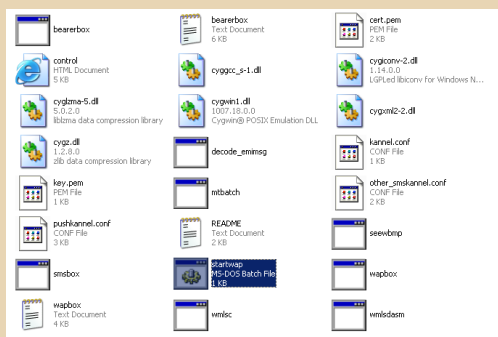 bearerbox
bearerbox
Text Document
6 KB
cert.pem
PEM File
2 KB
control
HTML Document
5 KB
cyggcc_s-1.dll
cygiconv-2.dll
1.14.0.0
LGPLed libiconv for Windows N...
cyglzma-5.dll
5.0.2.0
liblzma data compression library
cygwin1.dll
1007.18.0.0
Cygwin® POSIX Emulation DLL
cygxml2-2.dll
cygz.dll
1.2.8.0
zlib data compression library
decode_emimsg
kannel.conf
CONF File
1 KB
key.pem
PEM File
1 KB
mtbatch
other_smskannel.conf
CONF File
2 KB
pushkannel.conf
CONF File
3 KB
README
Text Document
2 KB
seewbmp
smsbox
startwap
MS-DOS Batch File
1 KB
wapbox
wapbox
Text Document
4 KB
wmlsc
wmlsdasm